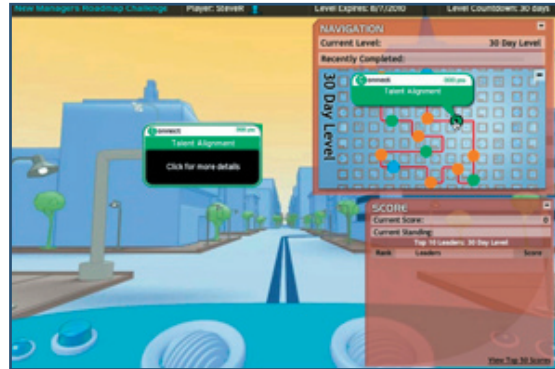 New Managers Roadmap Challenge Player: SteveR Level Expires: 8/7/2010 Level Countdown: 30 days
NAVIGATION
Current Level: 30 Day Level
Recently Completed:
30 Day Level
connect
Talent Alignment
connect
Talent Alignment
Click for more details
SCORE
Current Score: 0
Current Standing:
Top 10 Leaders: 30 Day Level
Rank Leaders Score
View Top 50 Scores